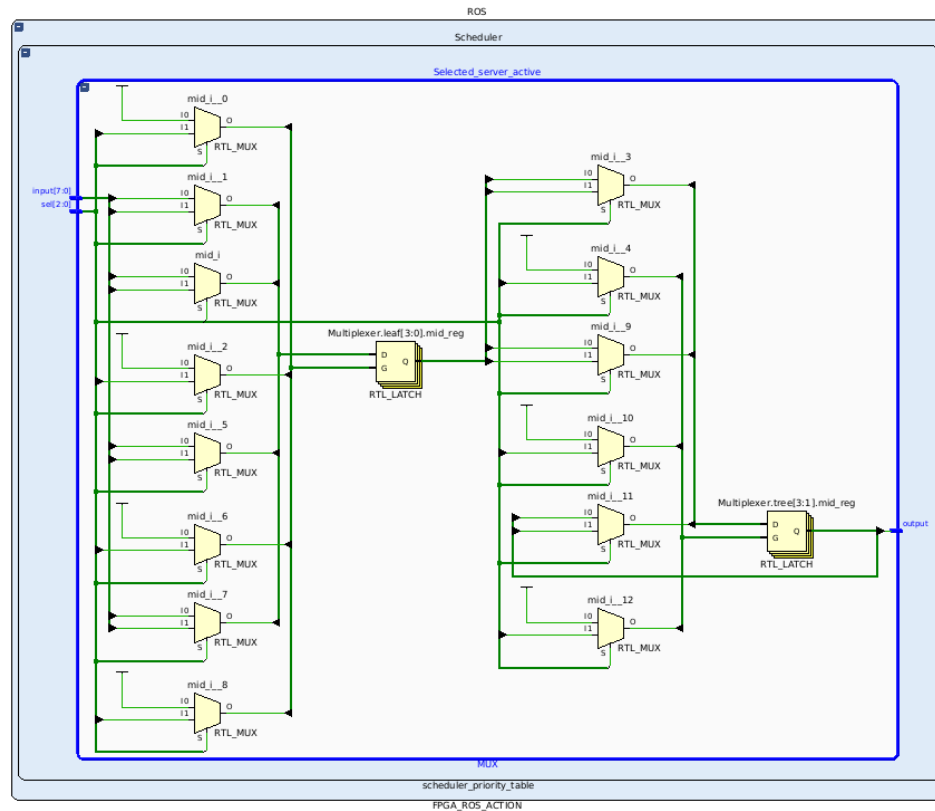 ROS
Scheduler
Selected_server_active
mid_i__0
I0
I1
O
S
RTL_MUX
input[7:0]
sel[2:0]
mid_i__1
I0
I1
O
S
RTL_MUX
mid_i
I0
I1
O
S
RTL_MUX
mid_i__2
I0
I1
O
S
RTL_MUX
mid_i__5
I0
I1
O
S
RTL_MUX
mid_i__6
I0
I1
O
S
RTL_MUX
mid_i__7
I0
I1
O
S
RTL_MUX
mid_i__8
I0
I1
O
S
RTL_MUX
Multiplexer.leaf[3:0].mid_reg
D
G
Q
RTL_LATCH
mid_i__3
I0
I1
O
S
RTL_MUX
mid_i__4
I0
I1
O
S
RTL_MUX
mid_i__9
I0
I1
O
S
RTL_MUX
mid_i__10
I0
I1
O
S
RTL_MUX
mid_i__11
I0
I1
O
S
RTL_MUX
mid_i__12
I0
I1
O
S
RTL_MUX
Multiplexer.tree[3:1].mid_reg
D
G
Q
RTL_LATCH
output
MUX
scheduler_priority_table
FPGA_ROS_ACTION